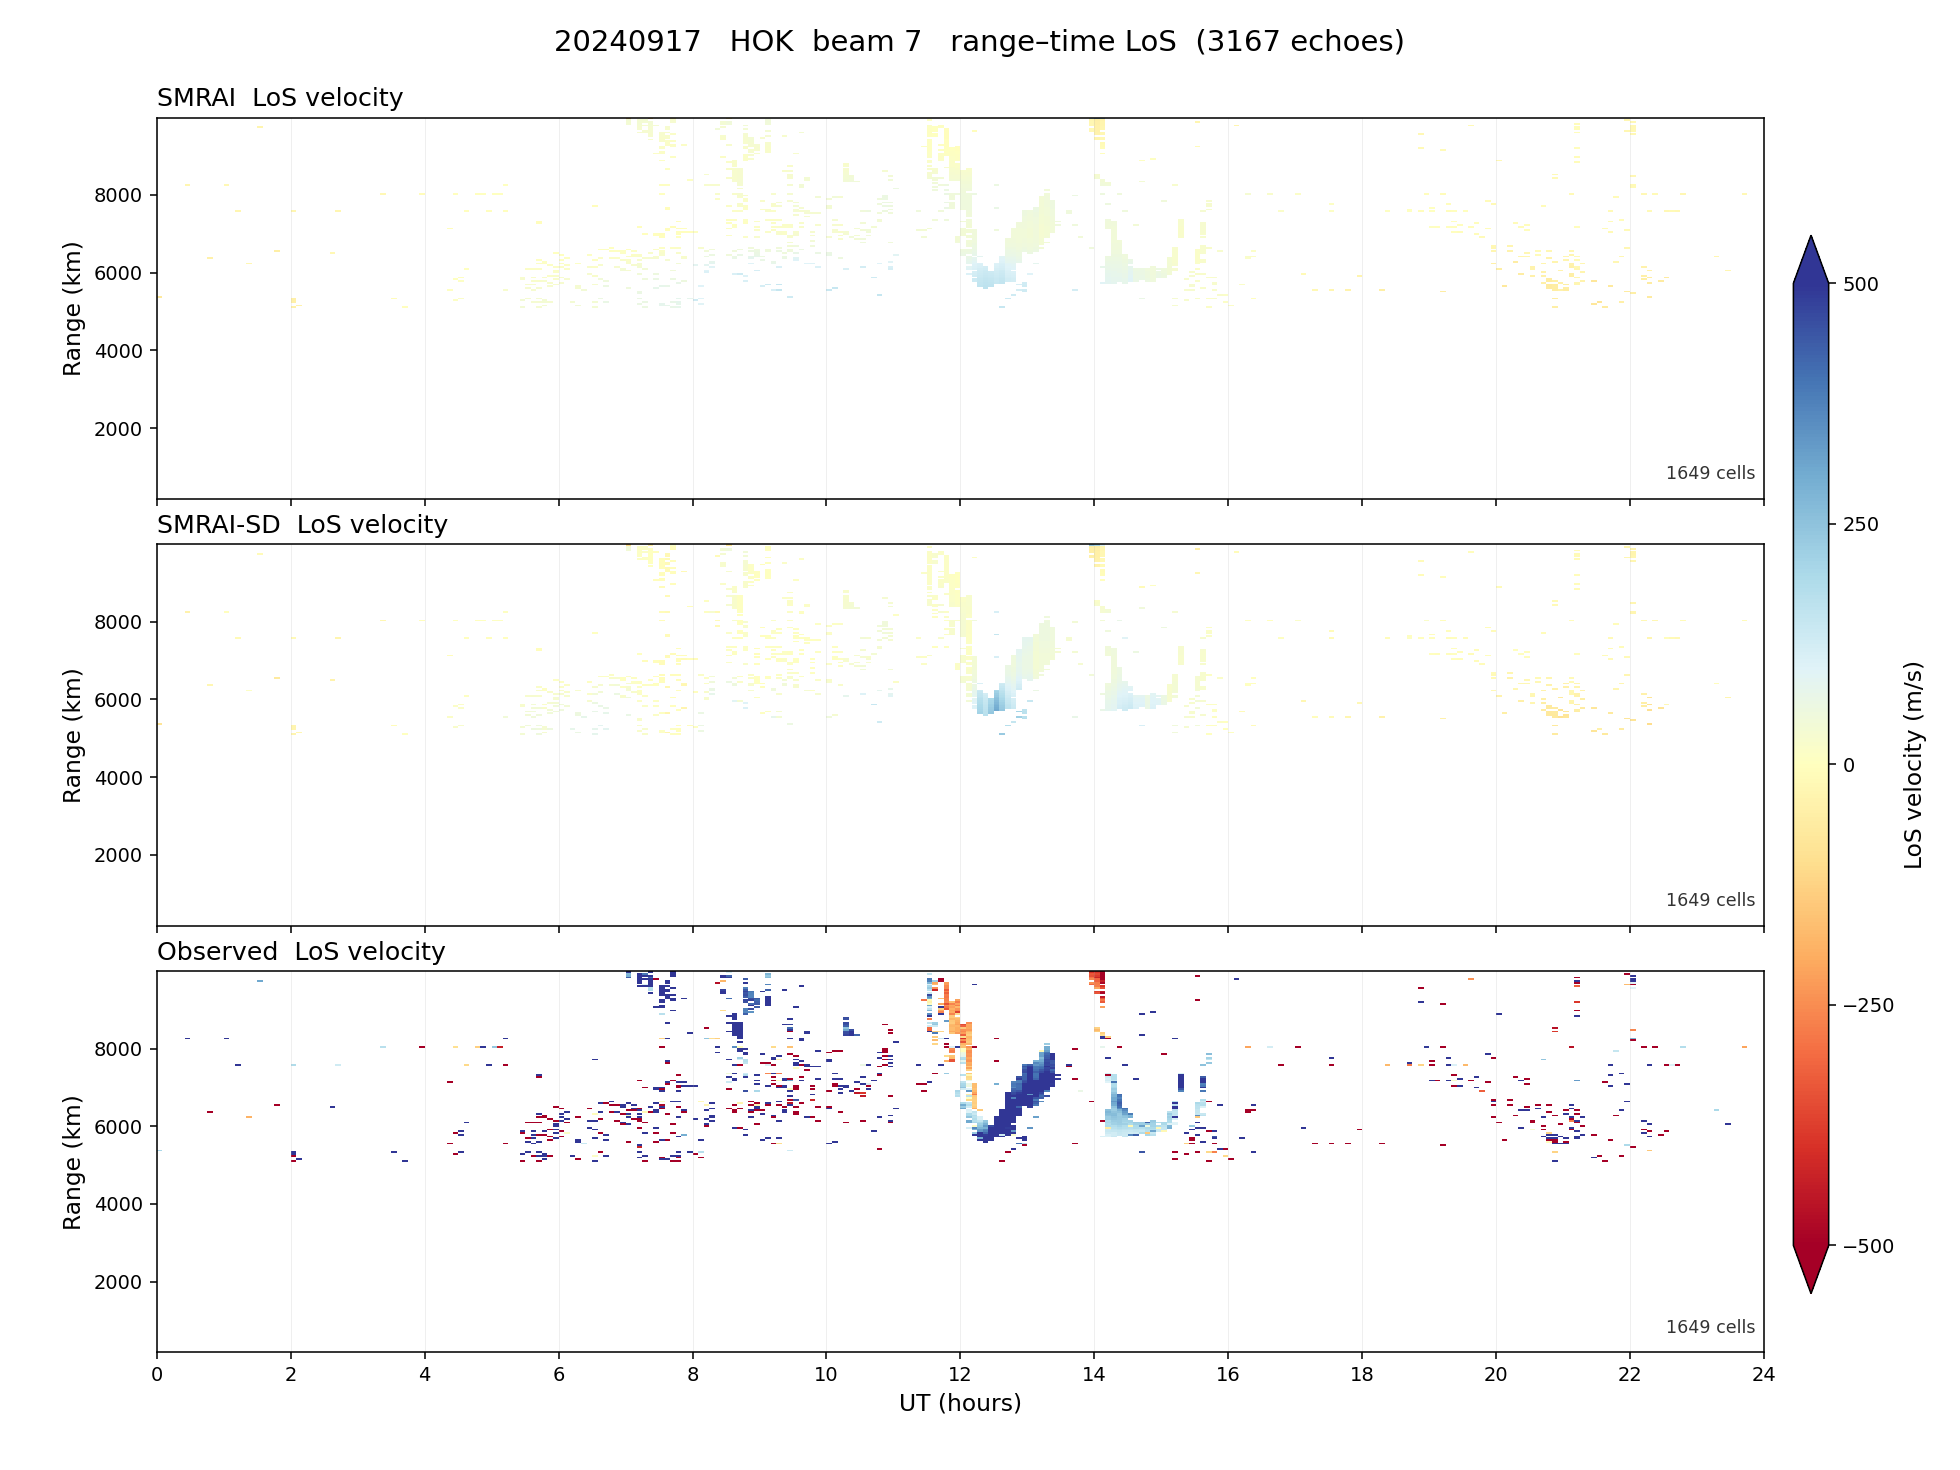 20240917   HOK  beam 7   range–time LoS  (3167 echoes)
SMRAI  LoS velocity
8000
6000
4000
2000
Range (km)
1649 cells
SMRAI-SD  LoS velocity
8000
6000
4000
2000
Range (km)
1649 cells
Observed  LoS velocity
8000
6000
4000
2000
Range (km)
1649 cells
0 2 4 6 8 10 12 14 16 18 20 22 24
UT (hours)
500
250
0
−250
−500
LoS velocity (m/s)